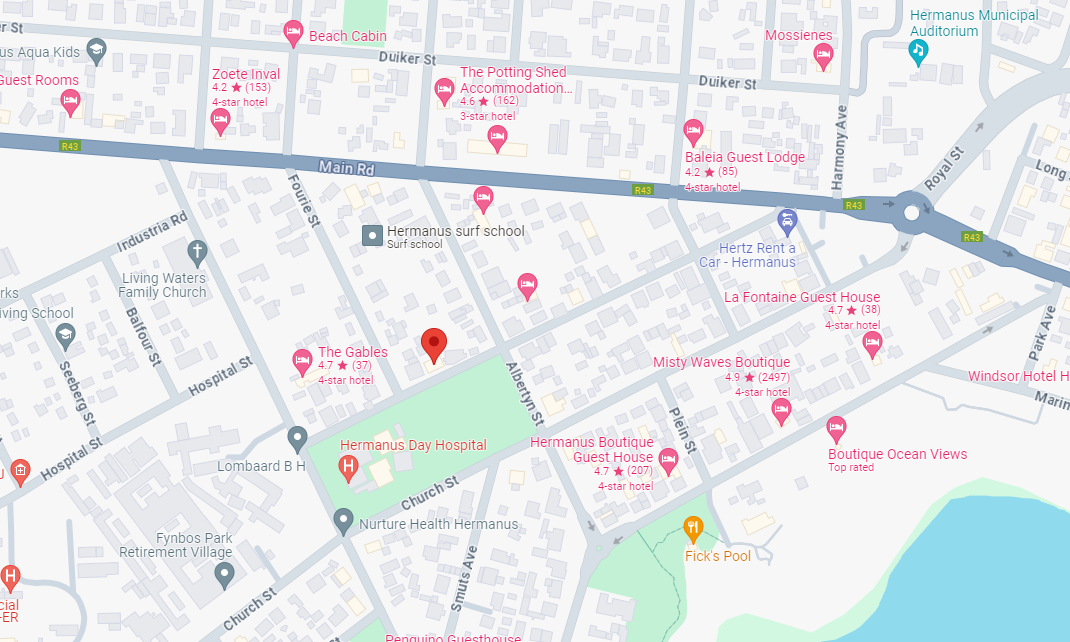 Hermanus Municipal
Auditorium
er St
Beach Cabin
Mossienes
us Aqua Kids
Duiker St
Guest Rooms
Zoete Inval
4.2 ★ (153)
4-star hotel
The Potting Shed
Accommodation...
4.6 ★ (162)
3-star hotel
Duiker St
Harmony Ave
R43
Main Rd
Baleia Guest Lodge
4.2 ★ (85)
4-star hotel
Royal St
Long
R43
R43
R43
Fourie St
Industria Rd
Hermanus surf school
Surf school
Hertz Rent a
Car - Hermanus
Living Waters
Family Church
rks
iving School
Balfour St
La Fontaine Guest House
4.7 ★ (38)
4-star hotel
Park Ave
The Gables
4.7 ★ (37)
4-star hotel
Hospital St
Seeberg St
Albertyn St
Misty Waves Boutique
4.9 ★ (2497)
4-star hotel
Windsor Hotel H
Marin
Plein St
Hospital St
Hermanus Day Hospital
H
Hermanus Boutique
Guest House
4.7 ★ (207)
4-star hotel
Boutique Ocean Views
Top rated
Lombaard B H
Church St
Nurture Health Hermanus
Fynbos Park
Retirement Village
Fick's Pool
H
cial
-ER
Smuts Ave
Church St
Penguino Guesthouse